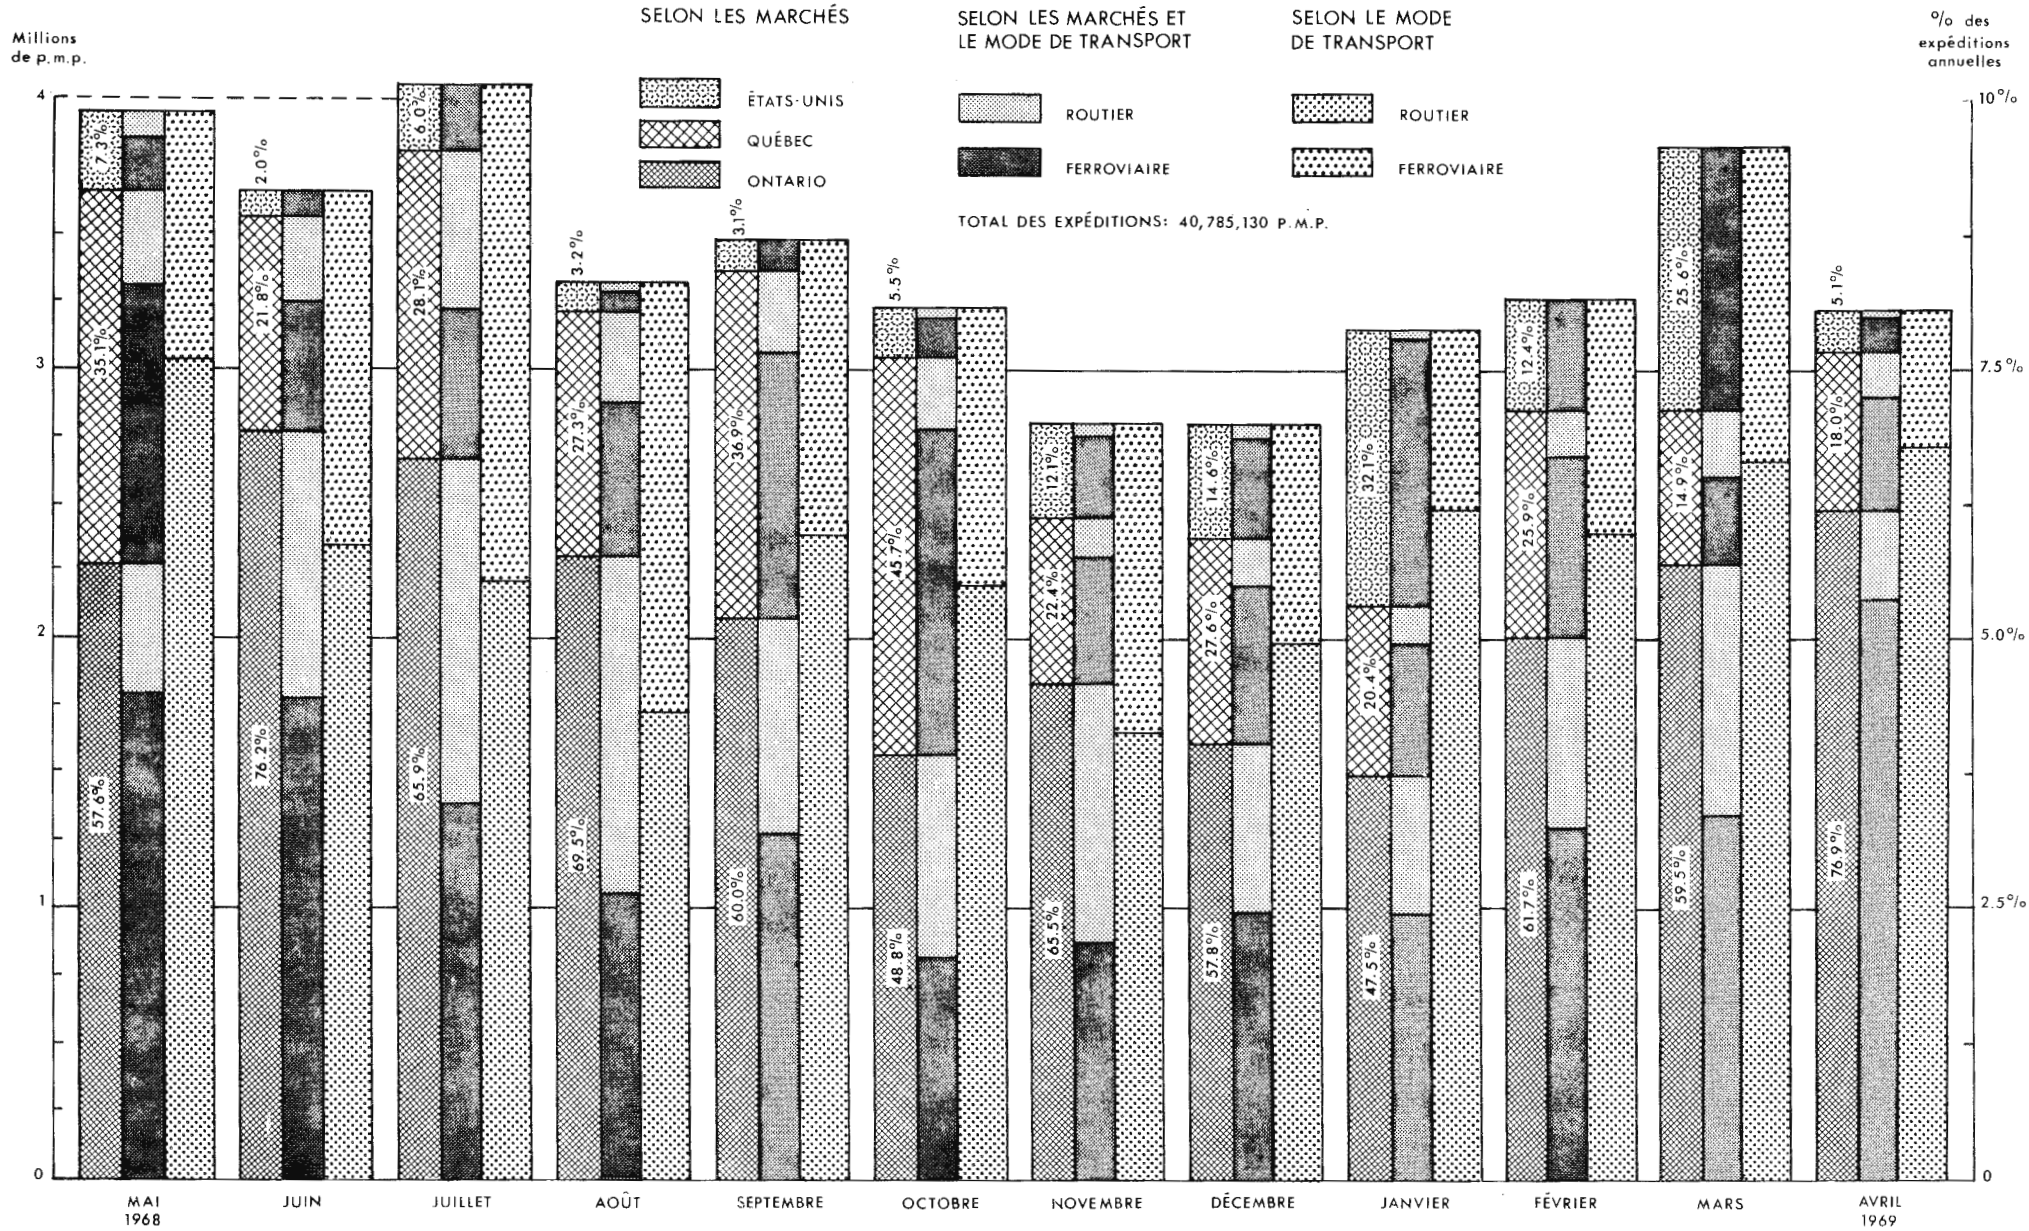 SELON LES MARCHÉS
ÉTATS-UNIS
QUÉBEC
ONTARIO
SELON LES MARCHÉS ET
LE MODE DE TRANSPORT
ROUTIER
FERROVIAIRE
SELON LE MODE
DE TRANSPORT
ROUTIER
FERROVIAIRE
TOTAL DES EXPÉDITIONS: 40,785,130 P.M.P.
Millions
de p.m.p.
4
3
2
1
0
% des
expéditions
annuelles
10%
7.5%
5.0%
2.5%
0
7.3%
35.1%
57.6%
2.0%
21.8%
76.2%
6.0%
28.1%
65.9%
3.2%
27.3%
69.5%
3.1%
36.9%
60.0%
5.5%
45.7%
48.8%
12.1%
22.4%
65.5%
14.6%
27.6%
57.8%
32.1%
20.4%
47.5%
12.4%
25.9%
61.7%
25.6%
14.9%
59.5%
5.1%
18.0%
76.9%
MAI
1968
JUIN
JUILLET
AOÛT
SEPTEMBRE
OCTOBRE
NOVEMBRE
DÉCEMBRE
JANVIER
FÉVRIER
MARS
AVRIL
1969